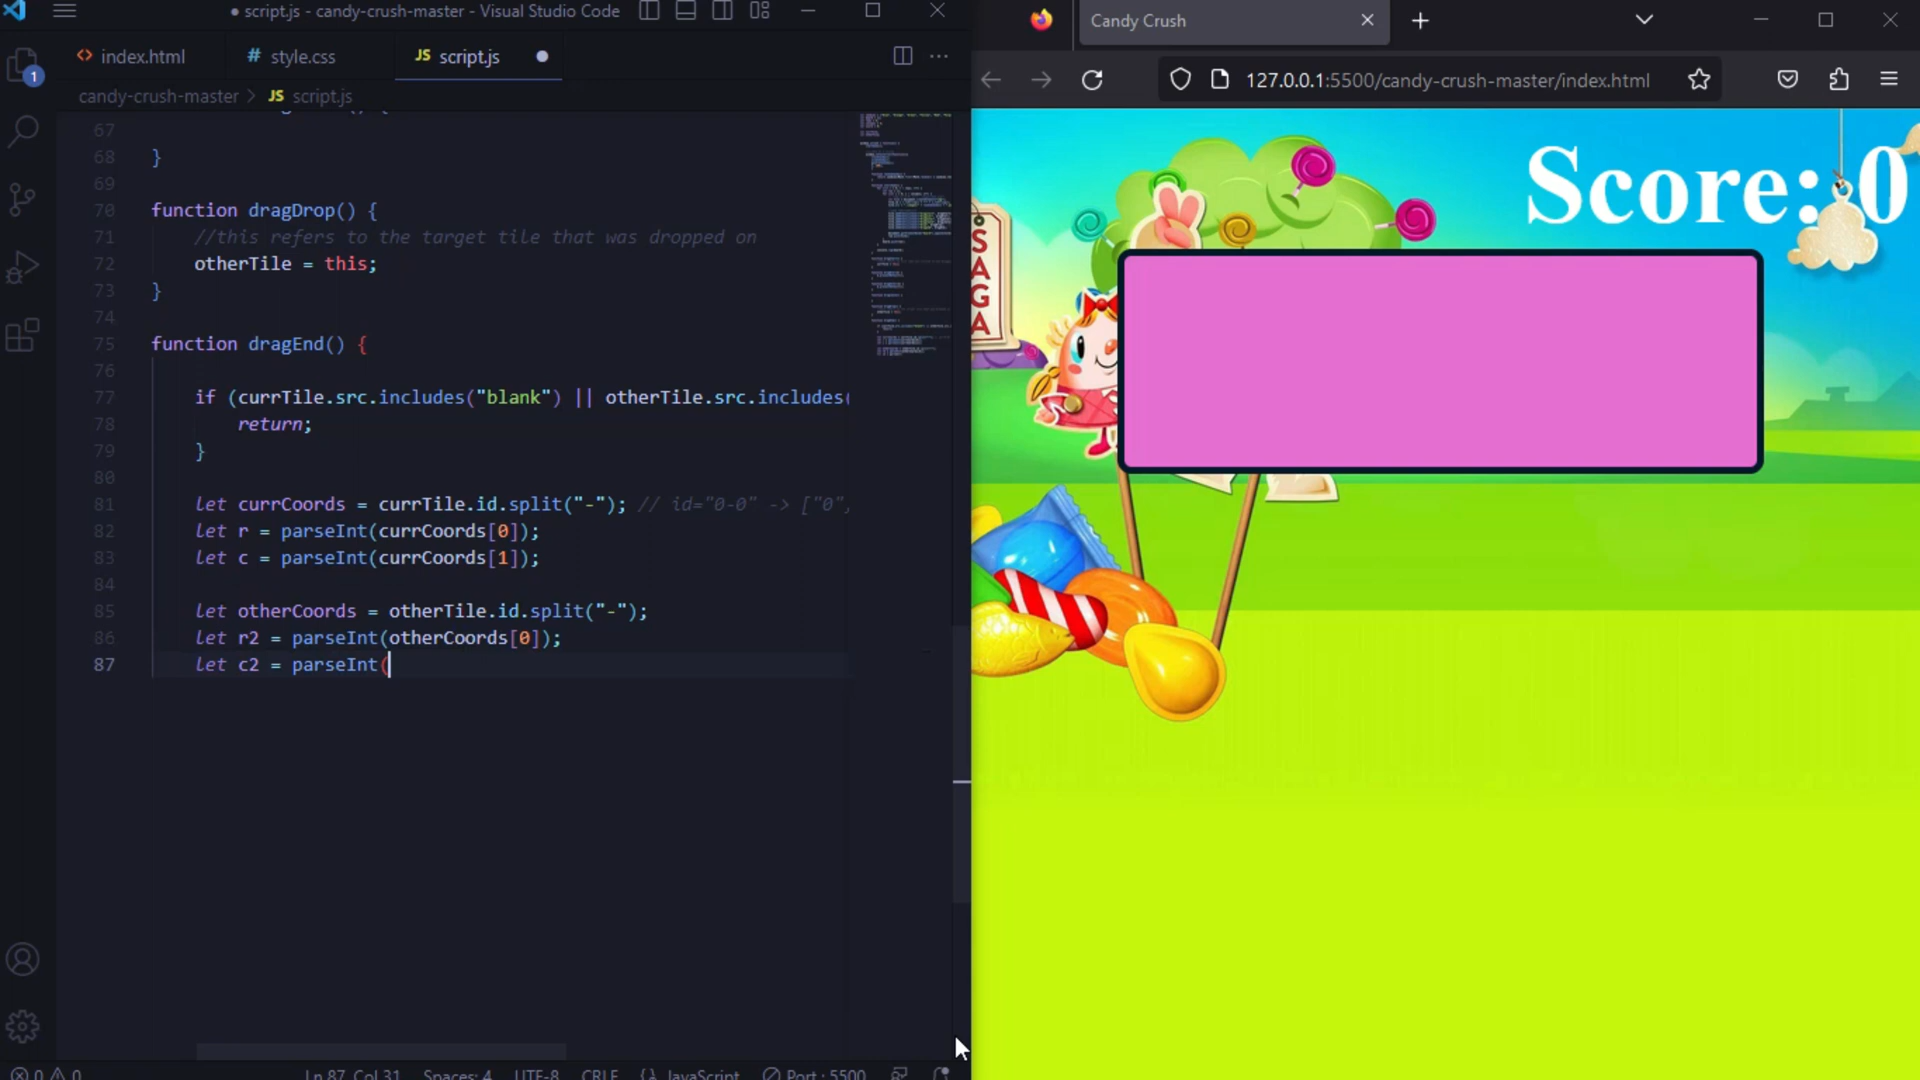 script.js - candy-crush-master - Visual Studio Code
index.html
# style.css
JS script.js
candy-crush-master > JS script.js
1
67
68 }
69
70 function dragDrop() {
71 //this refers to the target tile that was dropped on
72 otherTile = this;
73 }
74
75 function dragEnd() {
76
77 if (currTile.src.includes("blank") || otherTile.src.includes(
78 return;
79 }
80
81 let currCoords = currTile.id.split("-"); // id="0-0" -> ["0",
82 let r = parseInt(currCoords[0]);
83 let c = parseInt(currCoords[1]);
84
85 let otherCoords = otherTile.id.split("-");
86 let r2 = parseInt(otherCoords[0]);
87 let c2 = parseInt(
0 0 Ln 87, Col 31 Spaces: 4 UTF-8 CRLF {} JavaScript Port : 5500
Candy Crush
127.0.0.1:5500/candy-crush-master/index.html
Score: 0
SAGA